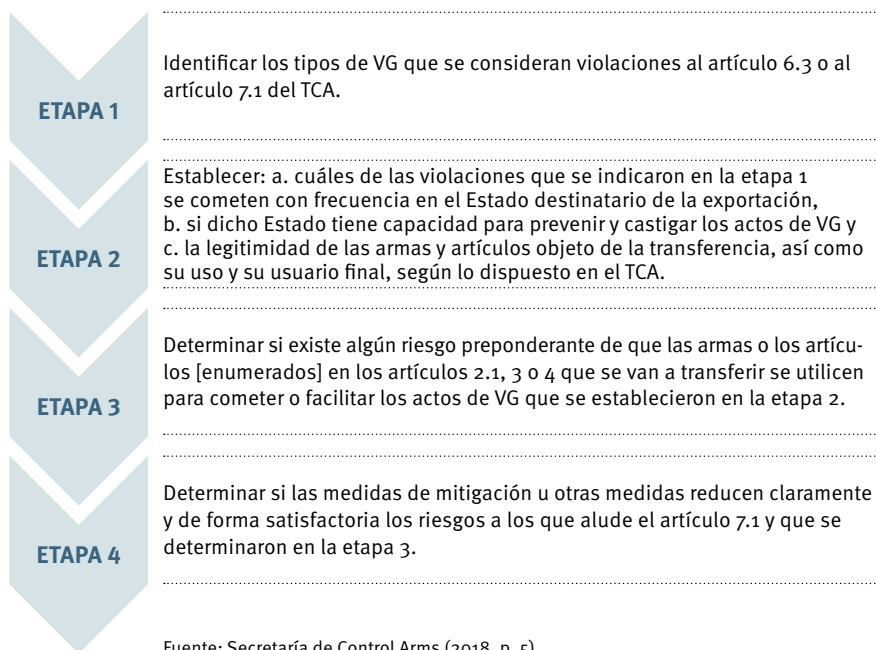 ETAPA 1
Identificar los tipos de VG que se consideran violaciones al artículo 6.3 o al
artículo 7.1 del TCA.
ETAPA 2
Establecer: a. cuáles de las violaciones que se indicaron en la etapa 1
se cometen con frecuencia en el Estado destinatario de la exportación,
b. si dicho Estado tiene capacidad para prevenir y castigar los actos de VG y
c. la legitimidad de las armas y artículos objeto de la transferencia, así como
su uso y su usuario final, según lo dispuesto en el TCA.
ETAPA 3
Determinar si existe algún riesgo preponderante de que las armas o los artícu-
los [enumerados] en los artículos 2.1, 3 o 4 que se van a transferir se utilicen
para cometer o facilitar los actos de VG que se establecieron en la etapa 2.
ETAPA 4
Determinar si las medidas de mitigación u otras medidas reducen claramente
y de forma satisfactoria los riesgos a los que alude el artículo 7.1 y que se
determinaron en la etapa 3.
Fuente: Secretaría de Control Arms (2018, p. 5)